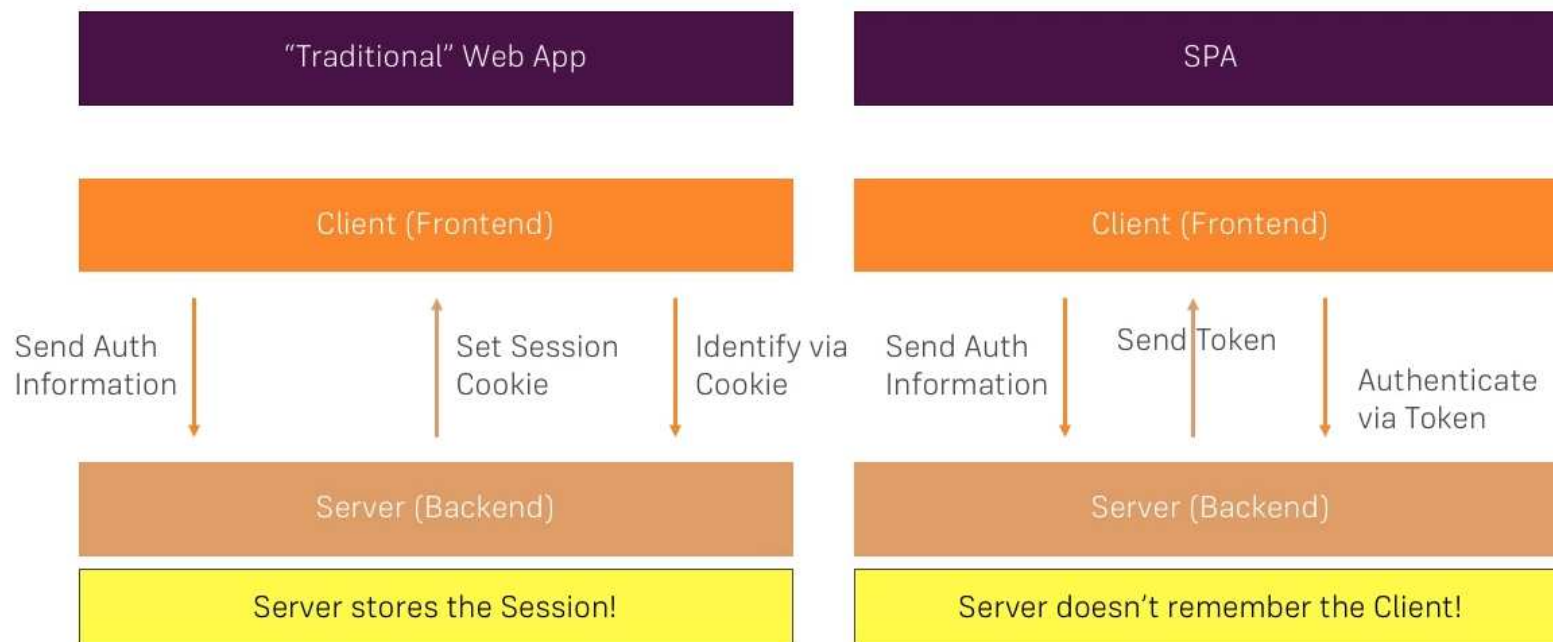 “Traditional” Web App
SPA
Client (Frontend)
Client (Frontend)
Send Auth
Information
Set Session
Cookie
Identify via
Cookie
Send Auth
Information
Send Token
Authenticate
via Token
Server (Backend)
Server (Backend)
Server stores the Session!
Server doesn’t remember the Client!